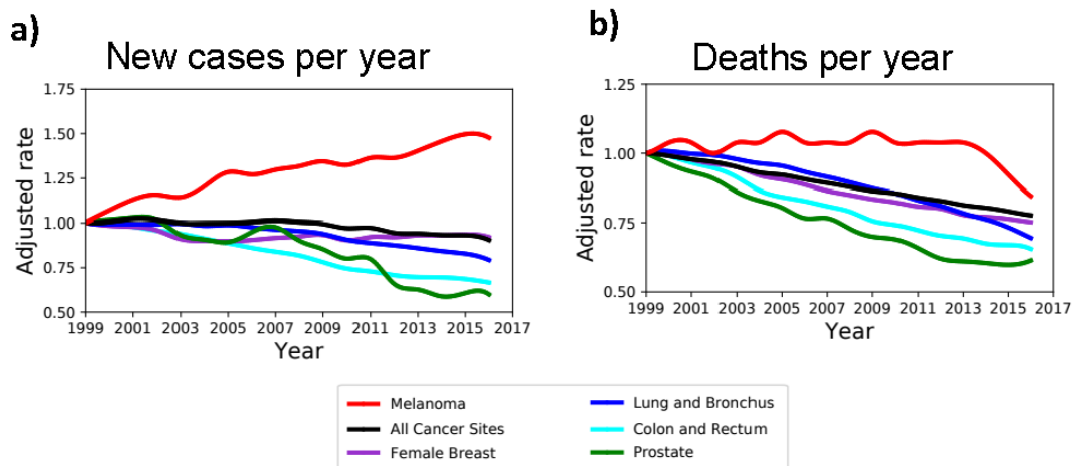 a)
New cases per year
1.75
1.50
1.25
1.00
0.75
0.50
Adjusted rate
1999 2001 2003 2005 2007 2009 2011 2013 2015 2017
Year
b)
Deaths per year
1.25
1.00
0.75
0.50
Adjusted rate
1999 2001 2003 2005 2007 2009 2011 2013 2015 2017
Year
Melanoma
All Cancer Sites
Female Breast
Lung and Bronchus
Colon and Rectum
Prostate